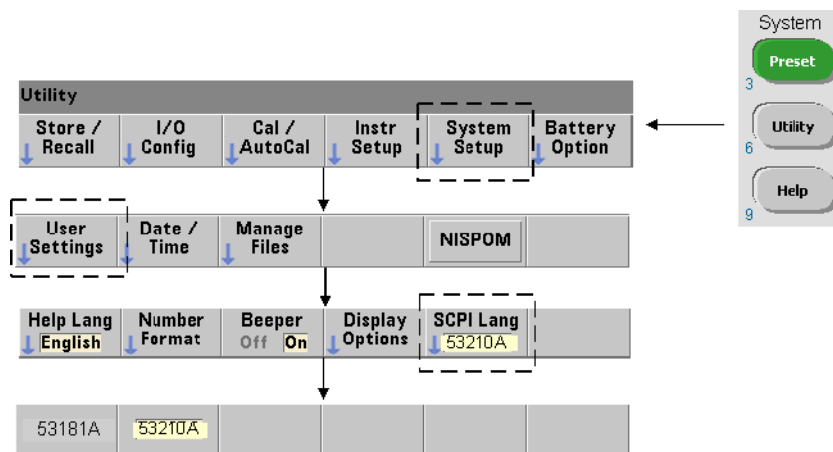 System
Preset
3
Utility
6
Help
9
Utility
Store / Recall
I/O Config
Cal / AutoCal
Instr Setup
System Setup
Battery Option
User Settings
Date / Time
Manage Files
NISPOM
Help Lang English
Number Format
Beeper Off On
Display Options
SCPI Lang 53210A
53181A
53210A